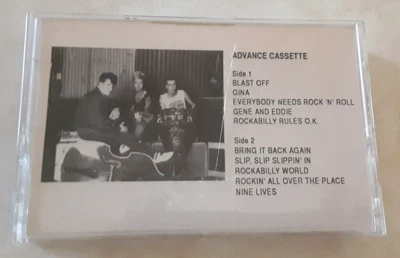 ADVANCE CASSETTE
Side 1
BLAST OFF
GINA
EVERYBODY NEEDS ROCK 'N' ROLL
GENE AND EDDIE
ROCKABILLY RULES O.K.
Side 2
BRING IT BACK AGAIN
SLIP, SLIP SLIPPIN' IN
ROCKABILLY WORLD
ROCKIN' ALL OVER THE PLACE
NINE LIVES